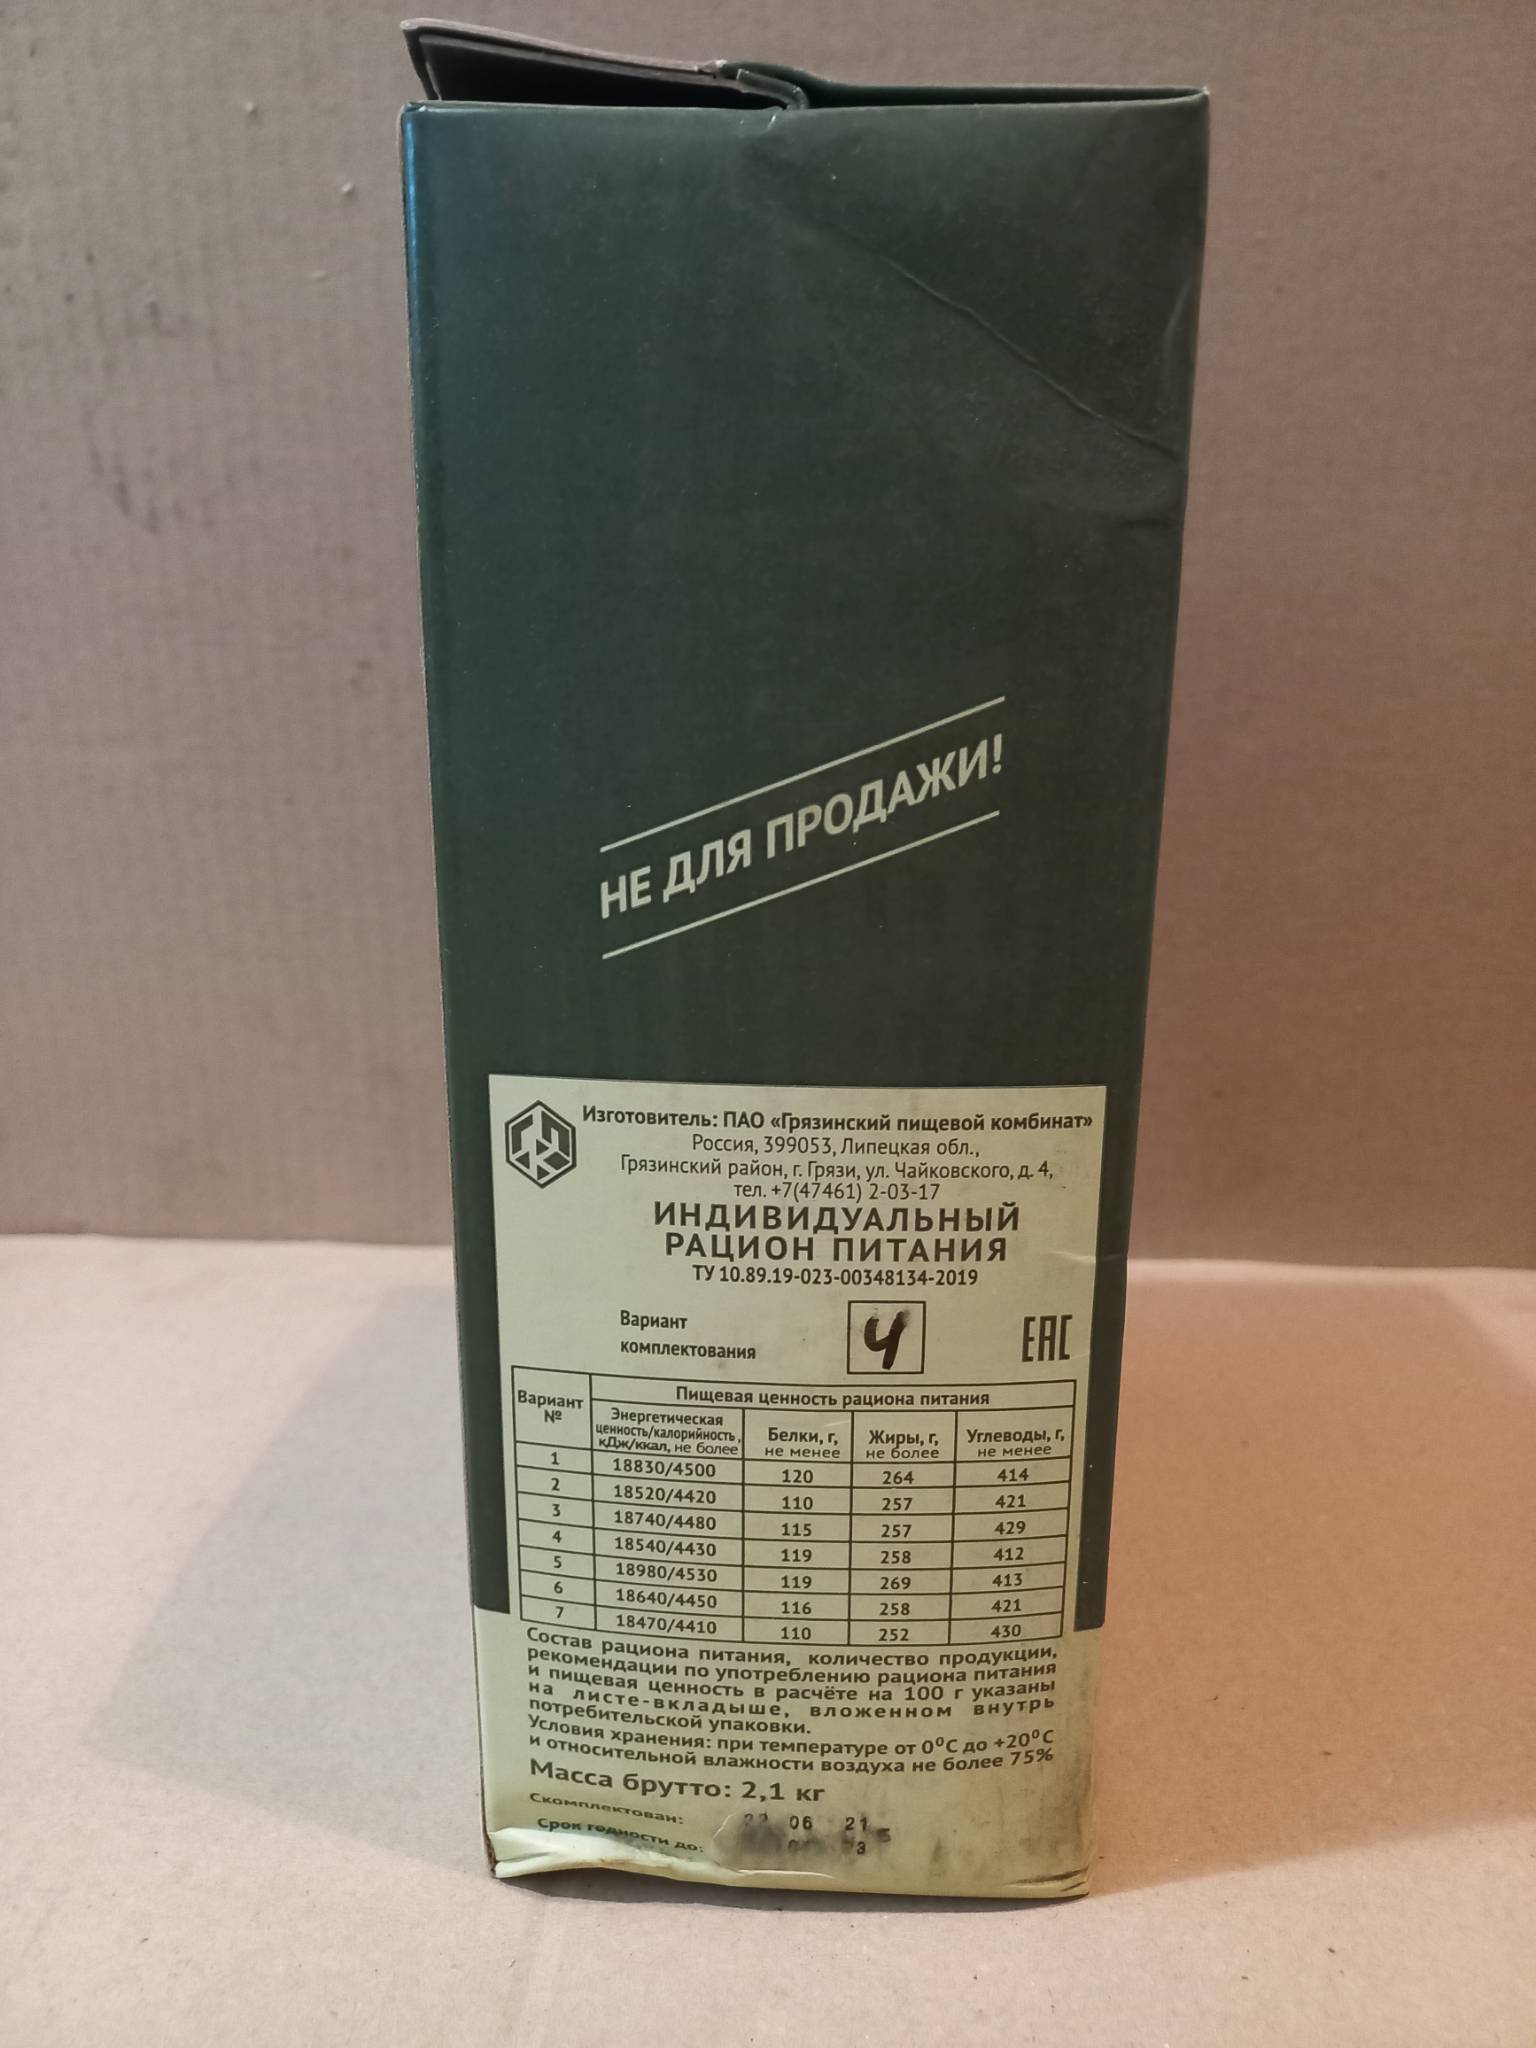 НЕ ДЛЯ ПРОДАЖИ!
Изготовитель: ПАО «Грязинский пищевой комбинат»
Россия, 399053, Липецкая обл.,
Грязинский район, г. Грязи, ул. Чайковского, д. 4,
тел. +7(47461) 2-03-17
ИНДИВИДУАЛЬНЫЙ
РАЦИОН ПИТАНИЯ
ТУ 10.89.19-023-00348134-2019
Вариант
комплектования
4
EAC
Вариант №
Пищевая ценность рациона питания
Энергетическая ценность/калорийность, кДж/ккал, не более
Белки, г, не менее
Жиры, г, не более
Углеводы, г, не менее
1 18830/4500 120 264 414
2 18520/4420 110 257 421
3 18740/4480 115 257 429
4 18540/4430 119 258 412
5 18980/4530 119 269 413
6 18640/4450 116 258 421
7 18470/4410 110 252 430
Состав рациона питания, количество продукции,
рекомендации по употреблению рациона питания
и пищевая ценность в расчёте на 100 г указаны
на листе-вкладыше, вложенном внутрь
потребительской упаковки.
Условия хранения: при температуре от 0°С до +20°С
и относительной влажности воздуха не более 75%
Масса брутто: 2,1 кг
Скомплектован: 06 21
Срок годности до: